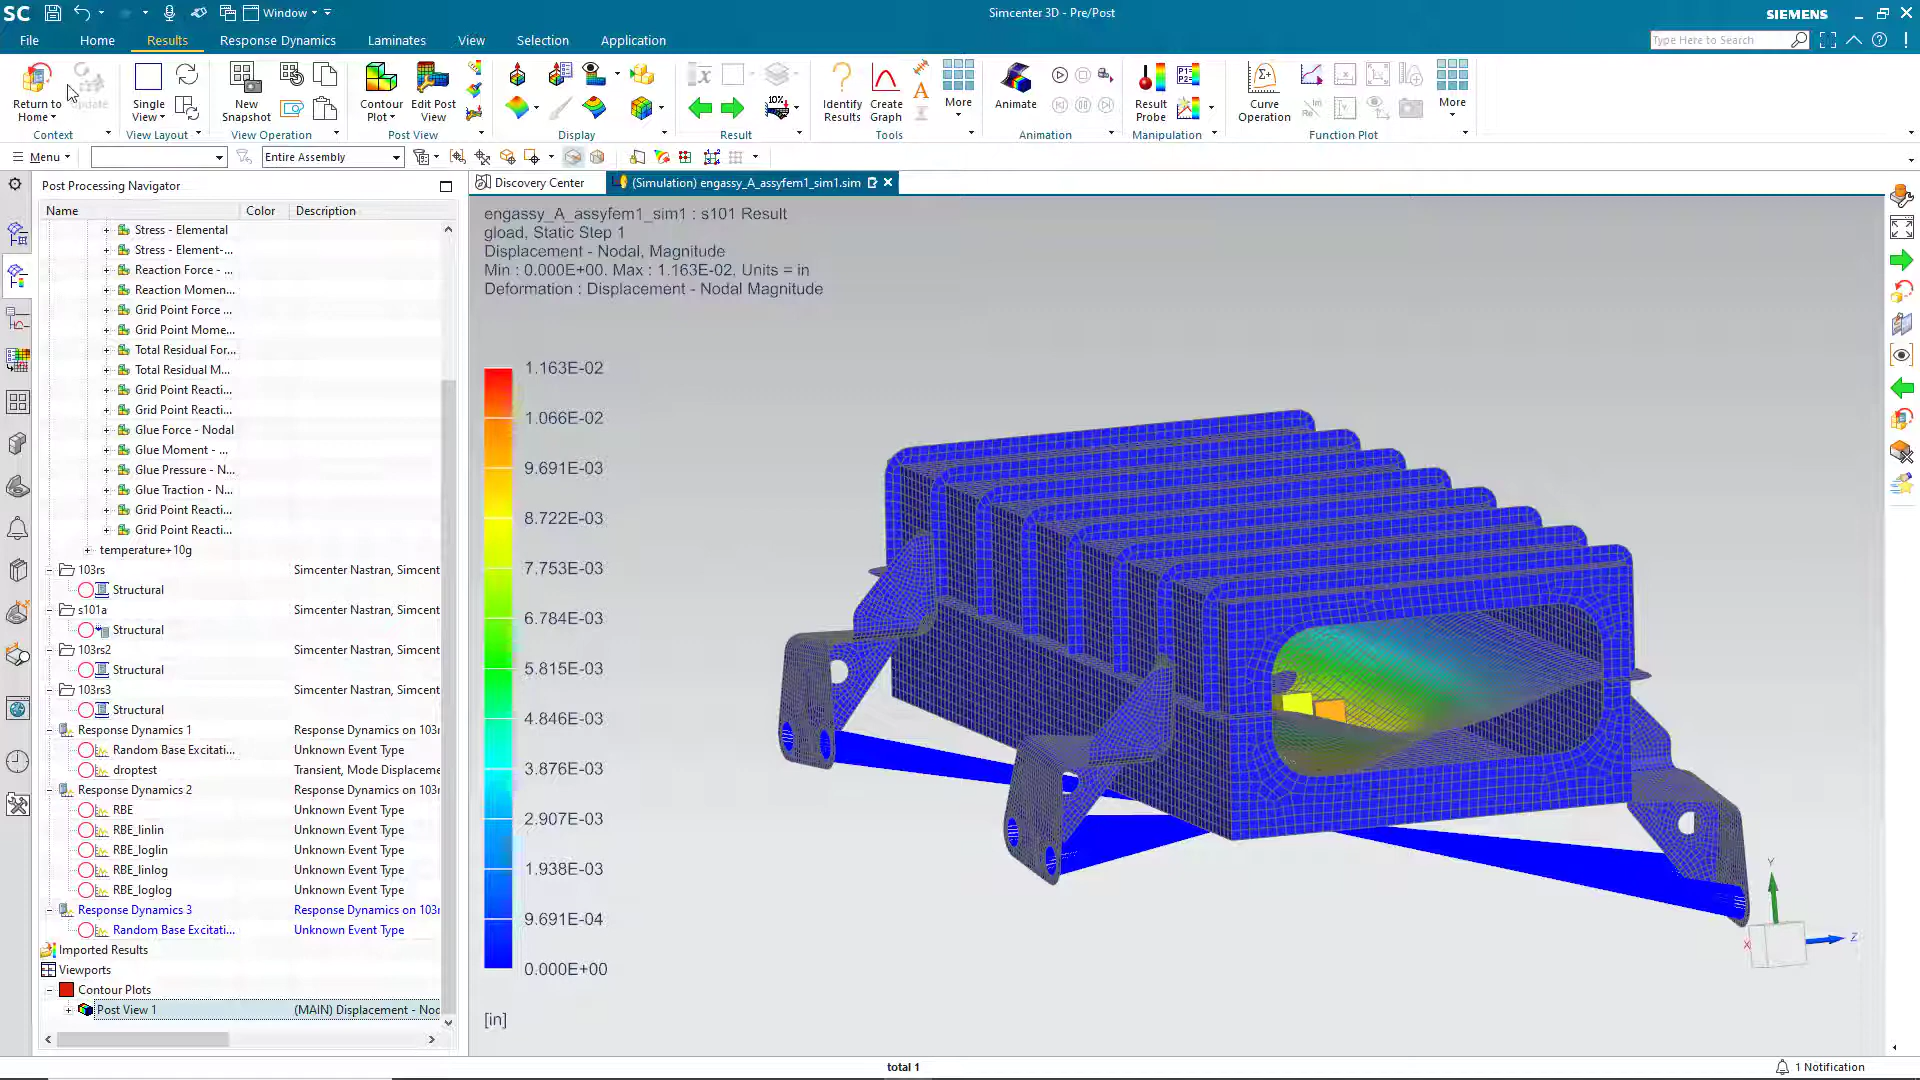 SC
Window
Simcenter 3D - Pre/Post
SIEMENS
File
Home
Results
Response Dynamics
Laminates
View
Selection
Application
Type Here to Search
Return to Home
Update
Context
Single View
View Layout
New Snapshot
View Operation
Contour Plot
Edit Post View
Post View
Display
10%
Result
Identify Results
Create Graph
More
Tools
Animate
Animation
Result Probe
Manipulation
Curve Operation
More
Function Plot
Menu
Entire Assembly
Post Processing Navigator
Discovery Center
(Simulation) engassy_A_assyfem1_sim1.sim
Name
Color
Description
Stress - Elemental
Stress - Element-...
Reaction Force - ...
Reaction Momen...
Grid Point Force ...
Grid Point Mome...
Total Residual For...
Total Residual M...
Grid Point Reacti...
Grid Point Reacti...
Glue Force - Nodal
Glue Moment - ...
Glue Pressure - N...
Glue Traction - N...
Grid Point Reacti...
Grid Point Reacti...
temperature+10g
103rs Simcenter Nastran, Simcent
Structural
s101a Simcenter Nastran, Simcent
Structural
103rs2 Simcenter Nastran, Simcent
Structural
103rs3 Simcenter Nastran, Simcent
Structural
Response Dynamics 1 Response Dynamics on 103r
Random Base Excitati... Unknown Event Type
droptest Transient, Mode Displaceme
Response Dynamics 2 Response Dynamics on 103r
RBE Unknown Event Type
RBE_linlin Unknown Event Type
RBE_loglin Unknown Event Type
RBE_linlog Unknown Event Type
RBE_loglog Unknown Event Type
Response Dynamics 3 Response Dynamics on 103r
Random Base Excitati... Unknown Event Type
Imported Results
Viewports
Contour Plots
Post View 1 (MAIN) Displacement - Noc
engassy_A_assyfem1_sim1 : s101 Result
gload, Static Step 1
Displacement - Nodal, Magnitude
Min : 0.000E+00, Max : 1.163E-02, Units = in
Deformation : Displacement - Nodal Magnitude
1.163E-02
1.066E-02
9.691E-03
8.722E-03
7.753E-03
6.784E-03
5.815E-03
4.846E-03
3.876E-03
2.907E-03
1.938E-03
9.691E-04
0.000E+00
[in]
Y
X
Z
total 1
1 Notification